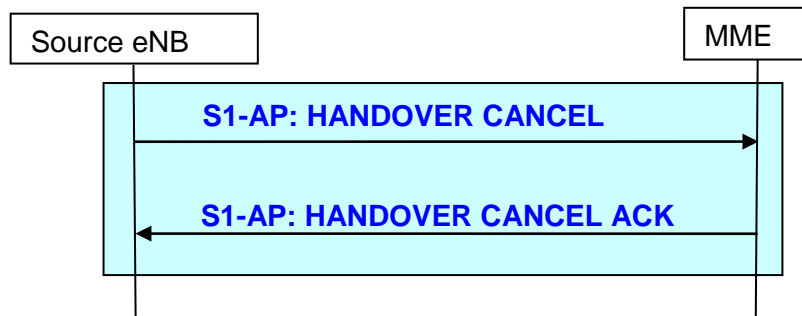 Source eNB
MME
S1-AP: HANDOVER CANCEL
S1-AP: HANDOVER CANCEL ACK